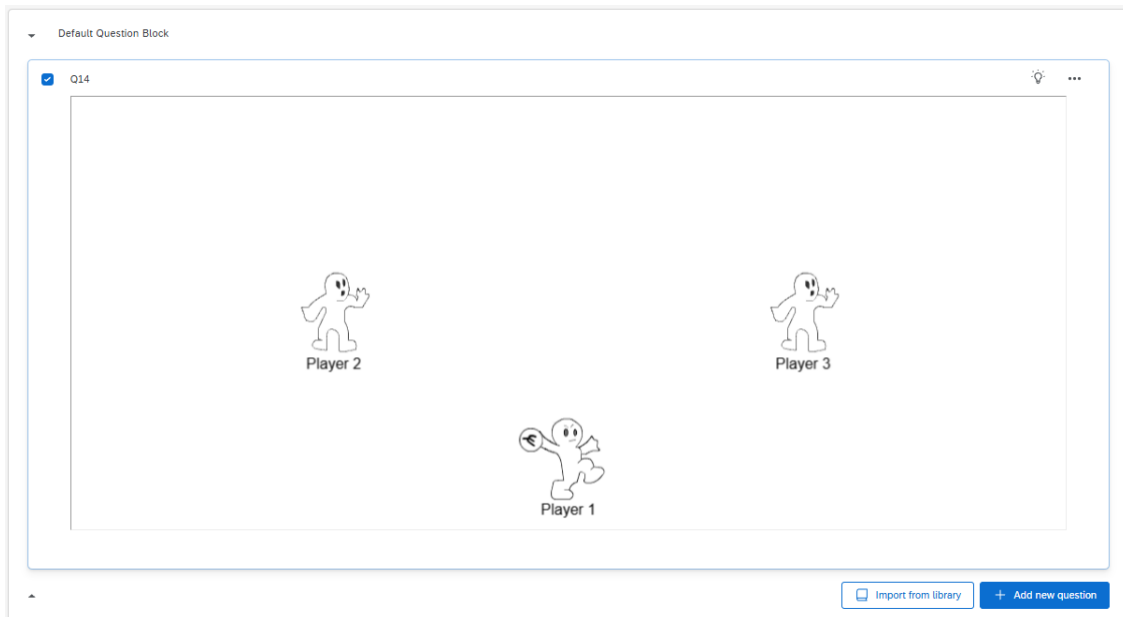 Default Question Block
Q14
Player 2
Player 3
Player 1
Import from library
Add new question